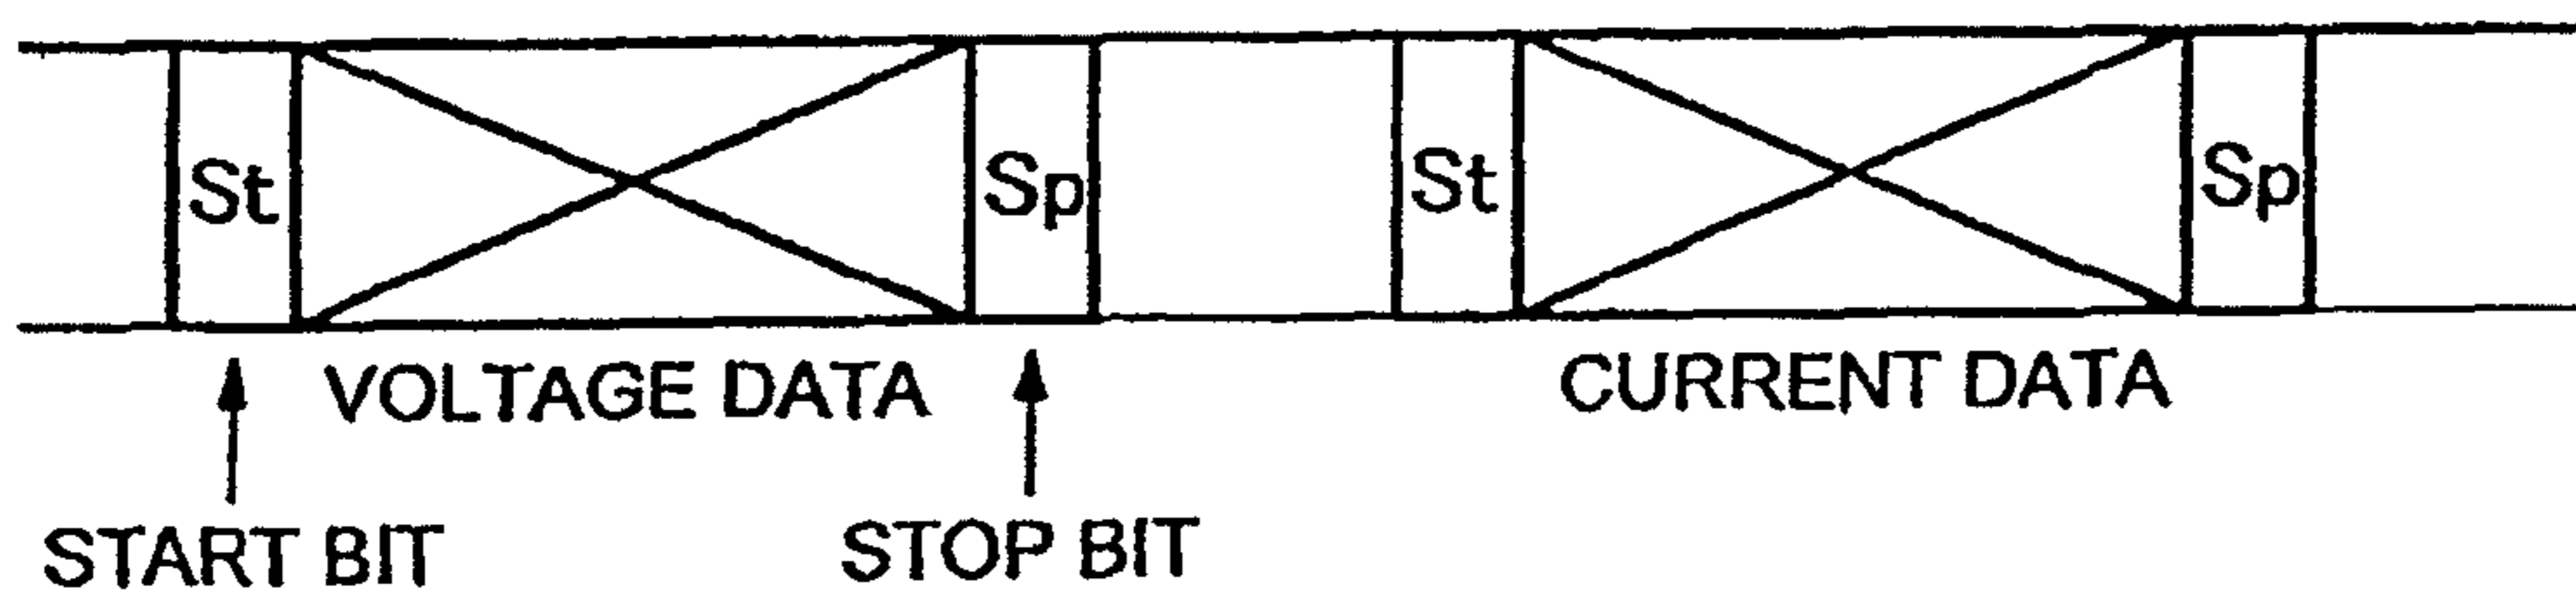 St Sp St Sp
VOLTAGE DATA CURRENT DATA
START BIT STOP BIT